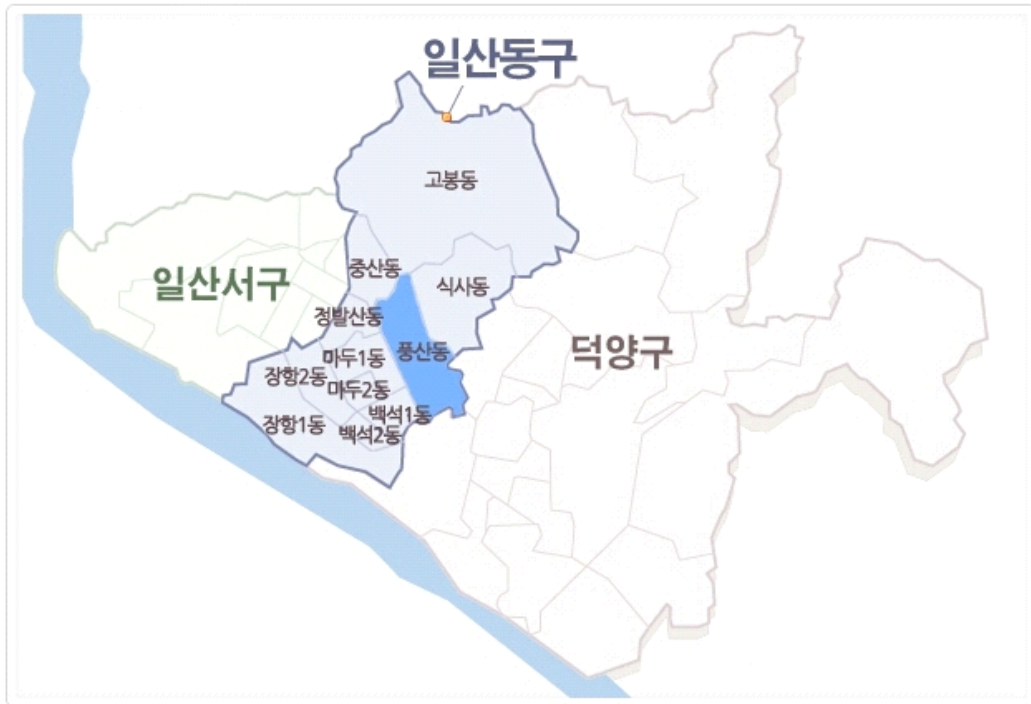 일산동구
고봉동
중산동
식사동
일산서구
정발산동
풍산동
덕양구
마두1동
장항2동
마두2동
백석1동
장항1동
백석2동